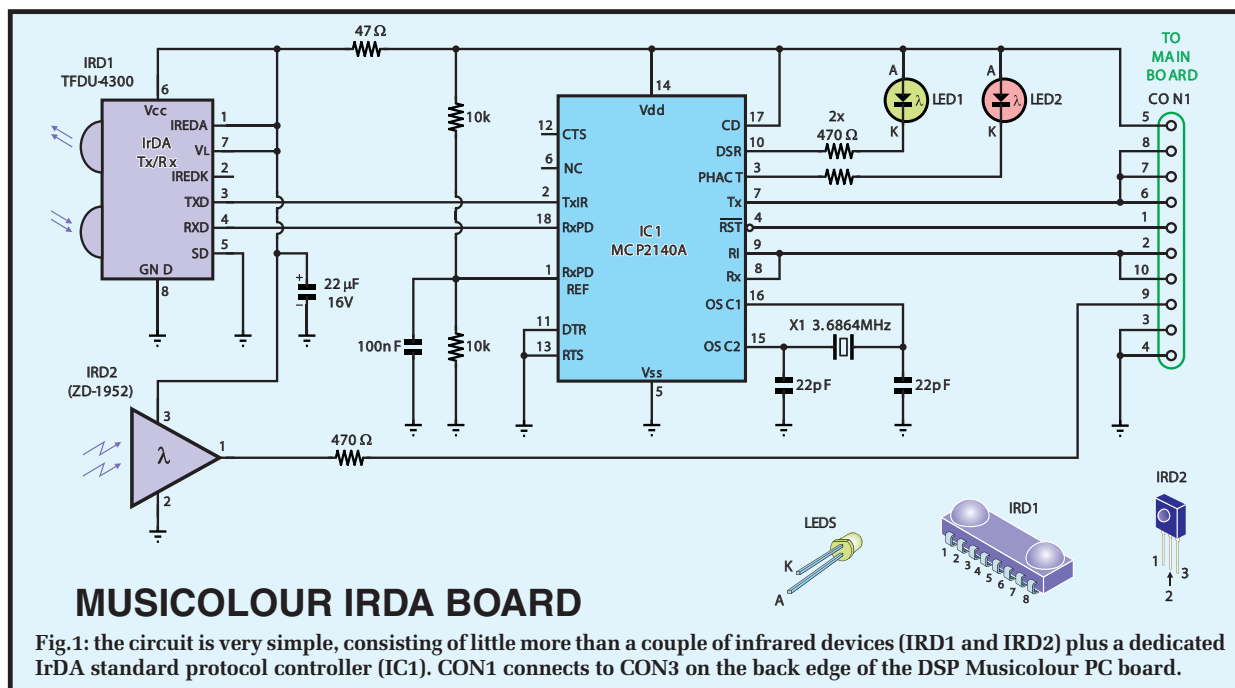 47 Ω
IRD1
TFDU-4300
6
Vcc
IREDA 1
VL 7
IREDK 2
TXD 3
RXD 4
SD 5
GND
8
IrDA
Tx/Rx
10k
10k
+
22 µF
16V
–
100nF
IRD2
(ZD-1952)
3
λ
1
2
470 Ω
14
Vdd
12 CTS
6 NC
2 TxIR
18 RxPD
1 RxPD
REF
11 DTR
13 RTS
IC1
MCP2140A
CD 17
DSR 10
PHACT 3
Tx 7
RST 4
RI 9
Rx 8
OSC1 16
OSC2 15
Vss
5
2x
470 Ω
A
λ LED1
K
A
λ LED2
K
X1 3.6864MHz
22pF
22pF
TO
MAIN
BOARD
CON1
5
8
7
6
1
2
10
9
3
4
LEDS
K
A
IRD1
1 2 3 4 5 6 7 8
IRD2
1
2
3
MUSICOLOUR IRDA BOARD
Fig.1: the circuit is very simple, consisting of little more than a couple of infrared devices (IRD1 and IRD2) plus a dedicated
IrDA standard protocol controller (IC1). CON1 connects to CON3 on the back edge of the DSP Musicolour PC board.